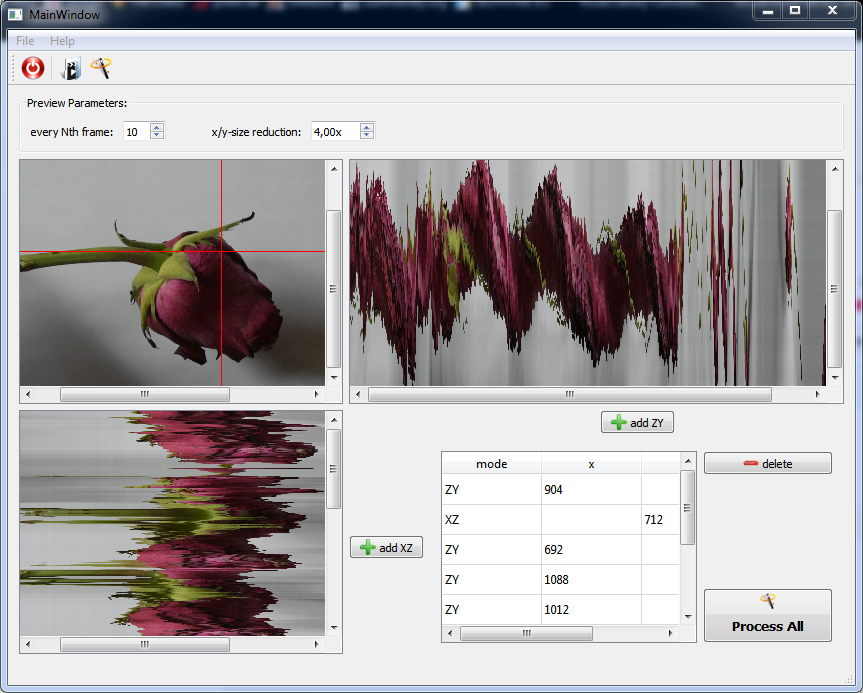 MainWindow
File Help
Preview Parameters:
every Nth frame: 10 x/y-size reduction: 4,00x
add ZY
mode x
delete
ZY 904
XZ 712
add XZ
ZY 692
ZY 1088
ZY 1012
Process All